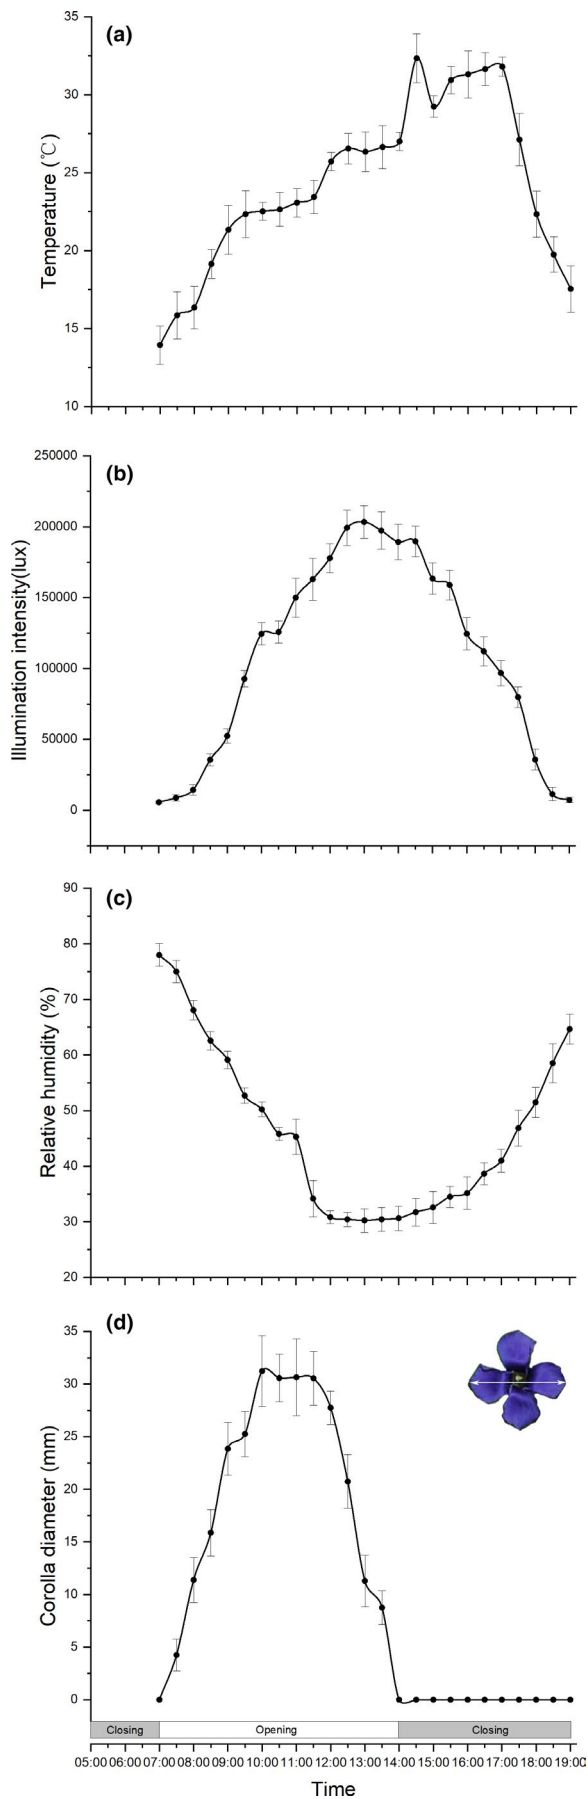 (a)
35
30
25
20
15
10
Temperature (℃)
(b)
250000
200000
150000
100000
50000
0
Illumination intensity(lux)
(c)
90
80
70
60
50
40
30
20
Relative humidity (%)
(d)
35
30
25
20
15
10
5
0
Corolla diameter (mm)
Closing Opening Closing
05:00 06:00 07:00 08:00 09:00 10:00 11:00 12:00 13:00 14:00 15:00 16:00 17:00 18:00 19:00
Time